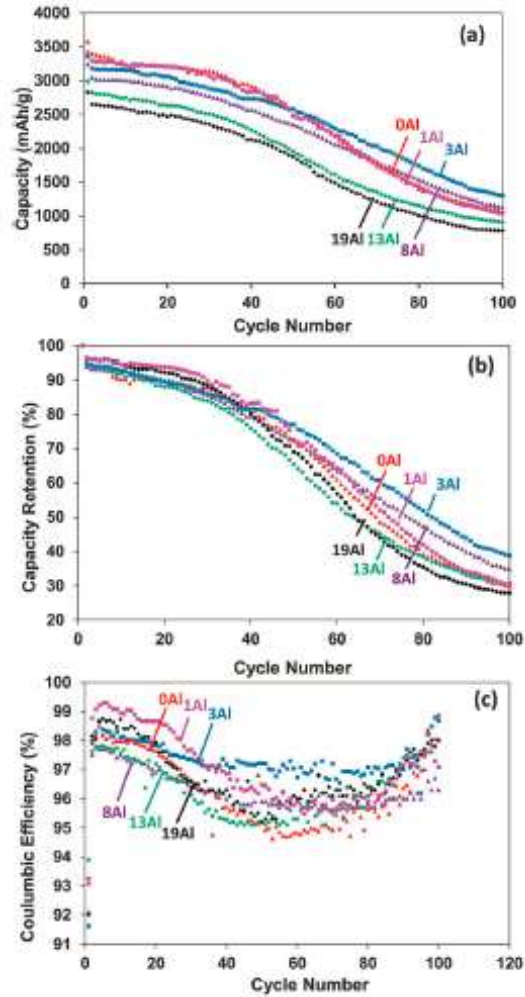 (a)
Capacity (mAh/g)
4000
3500
3000
2500
2000
1500
1000
500
0
0Al
1Al
3Al
19Al 13Al 8Al
0 20 40 60 80 100
Cycle Number
(b)
Capacity Retention (%)
100
90
80
70
60
50
40
30
20
0Al
1Al
3Al
19Al
13Al 8Al
0 20 40 60 80 100
Cycle Number
(c)
Coulumbic Efficiency (%)
100
99
98
97
96
95
94
93
92
91
0Al
1Al
3Al
8Al
13Al
19Al
0 20 40 60 80 100 120
Cycle Number